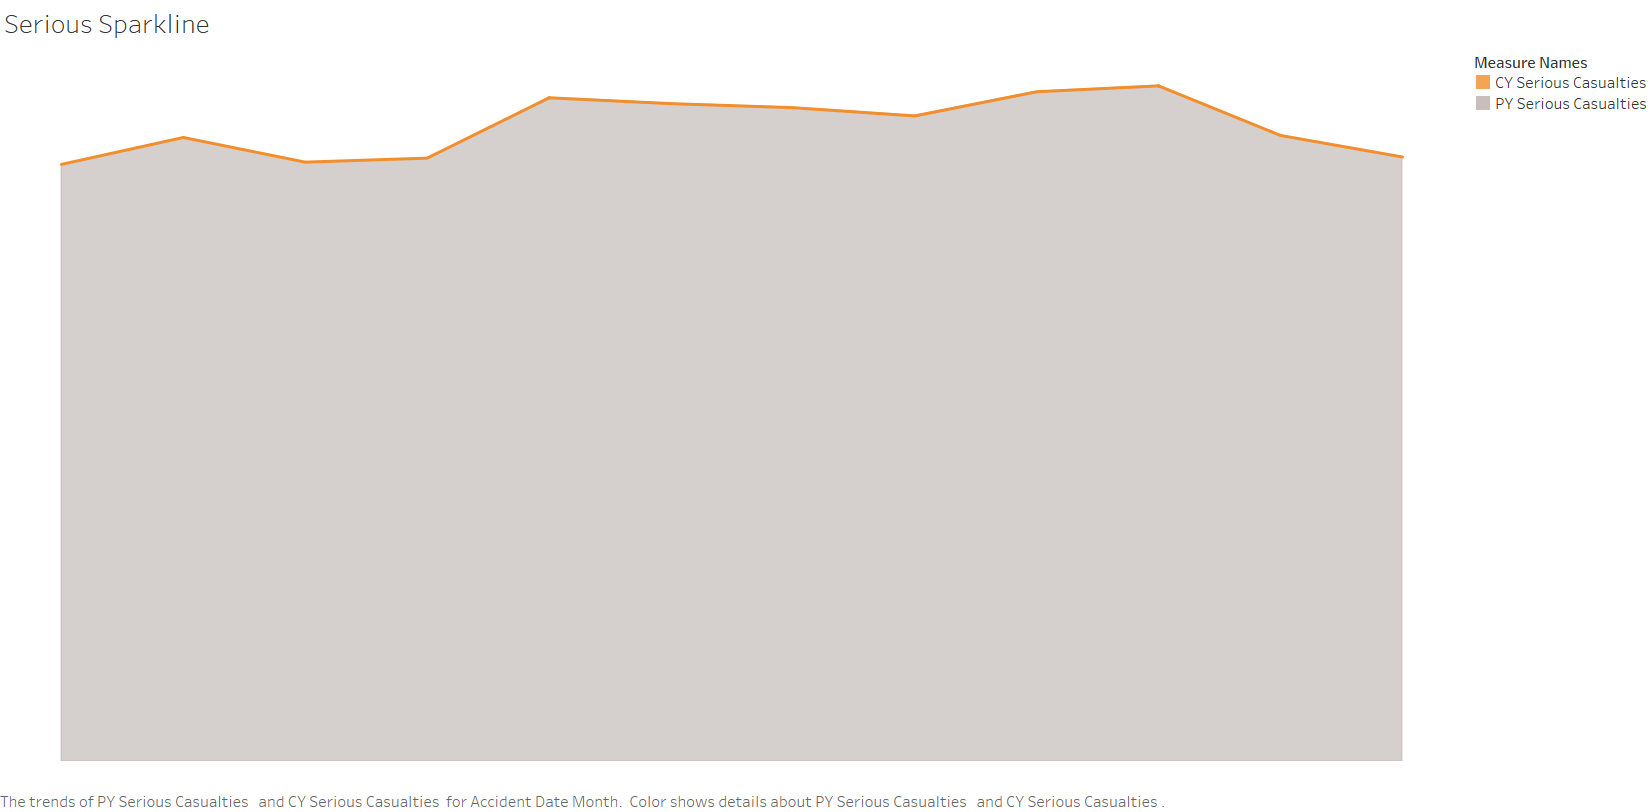 Serious Sparkline
Measure Names
CY Serious Casualties
PY Serious Casualties
The trends of PY Serious Casualties  and CY Serious Casualties  for Accident Date Month.  Color shows details about PY Serious Casualties  and CY Serious Casualties .